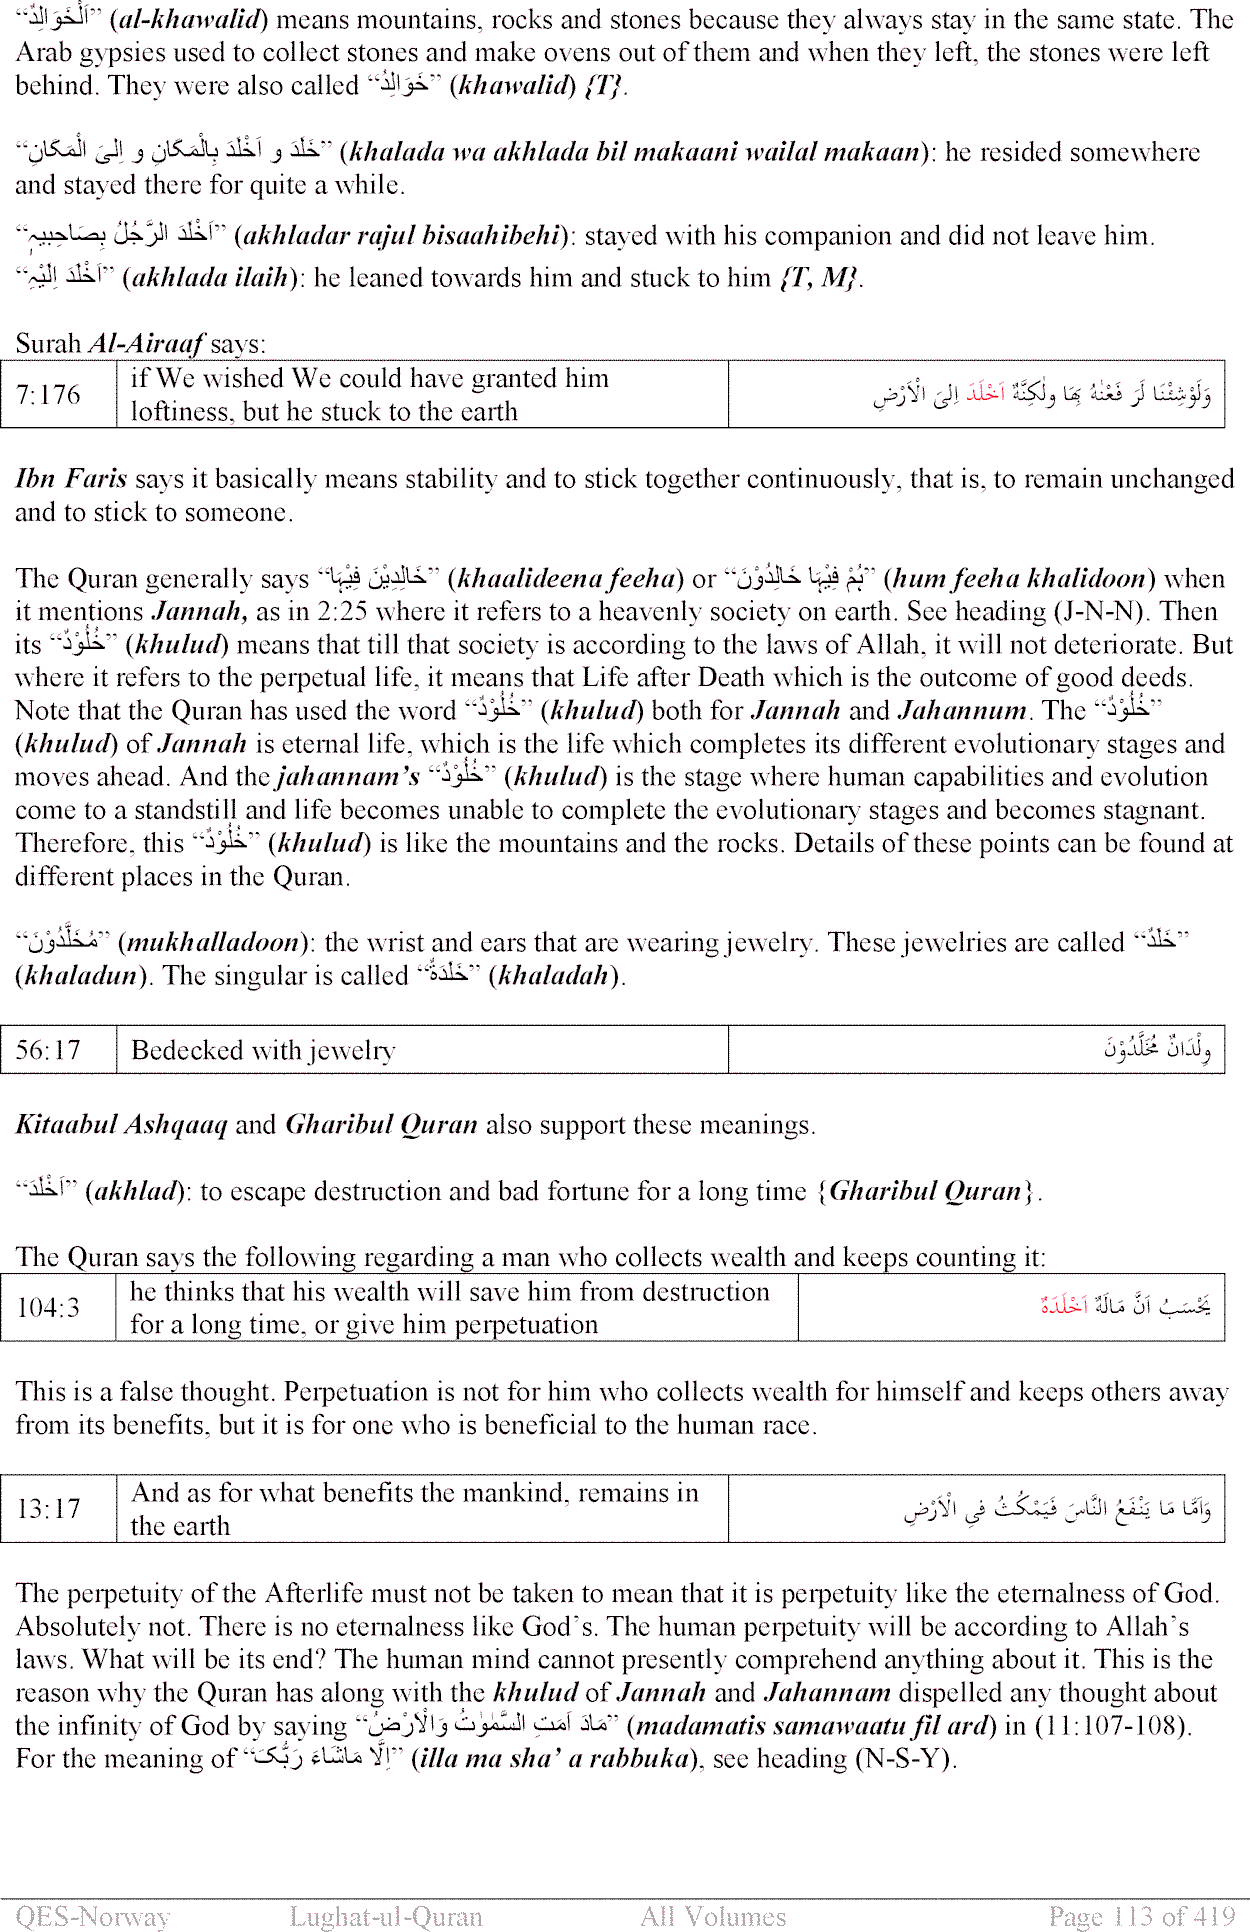 “اَلْخَوَالِدُ” (al-khawalid) means mountains, rocks and stones because they always stay in the same state. The
Arab gypsies used to collect stones and make ovens out of them and when they left, the stones were left
behind. They were also called “خَوَالِدُ” (khawalid) {T}.
“خَلَدَ و اَخْلَدَ بِالْمَکَانِ و اِلیَ الْمَکَانِ” (khalada wa akhlada bil makaani wailal makaan): he resided somewhere
and stayed there for quite a while.
“اَخْلَدَ الرَّجُلُ بِصَاحِبِیہٖ” (akhladar rajul bisaahibehi): stayed with his companion and did not leave him.
“اَخْلَدَ اِلَیْہِ” (akhlada ilaih): he leaned towards him and stuck to him {T, M}.
Surah Al-Airaaf says:
7:176 if We wished We could have granted him وَلَوْشِئْنَا لَرَ فَعْنٰهُ بِهَا ولٰكِنَّهٗ اَخْلَدَ اِلیَ الْاَرْضِ
loftiness, but he stuck to the earth
Ibn Faris says it basically means stability and to stick together continuously, that is, to remain unchanged
and to stick to someone.
The Quran generally says “خَالِدِیْنَ فِیْہَا” (khaalideena feeha) or “ہُمْ فِیْہَا خَالِدُوْنَ” (hum feeha khalidoon) when
it mentions Jannah, as in 2:25 where it refers to a heavenly society on earth. See heading (J-N-N). Then
its “خُلُوْدٌ” (khulud) means that till that society is according to the laws of Allah, it will not deteriorate. But
where it refers to the perpetual life, it means that Life after Death which is the outcome of good deeds.
Note that the Quran has used the word “خُلُوْدٌ” (khulud) both for Jannah and Jahannum. The “خُلُوْدٌ”
(khulud) of Jannah is eternal life, which is the life which completes its different evolutionary stages and
moves ahead. And the jahannam’s “خُلُوْدٌ” (khulud) is the stage where human capabilities and evolution
come to a standstill and life becomes unable to complete the evolutionary stages and becomes stagnant.
Therefore, this “خُلُوْدٌ” (khulud) is like the mountains and the rocks. Details of these points can be found at
different places in the Quran.
“مُخَلَّدُوْنَ” (mukhalladoon): the wrist and ears that are wearing jewelry. These jewelries are called “خَلَدٌ”
(khaladun). The singular is called “خَلَدَةٌ” (khaladah).
56:17 Bedecked with jewelry وِلْدَانٌ مُّخَلَّدُوْنَ
Kitaabul Ashqaaq and Gharibul Quran also support these meanings.
“اَخْلَدَ” (akhlad): to escape destruction and bad fortune for a long time {Gharibul Quran}.
The Quran says the following regarding a man who collects wealth and keeps counting it:
104:3 he thinks that his wealth will save him from destruction يَحْسَبُ اَنَّ مَالَهٗ اَخْلَدَهٗ
for a long time, or give him perpetuation
This is a false thought. Perpetuation is not for him who collects wealth for himself and keeps others away
from its benefits, but it is for one who is beneficial to the human race.
13:17 And as for what benefits the mankind, remains in وَاَمَّا مَا يَنْفَعُ النَّاسَ فَيَمْكُثُ فیِ الْاَرْضِ
the earth
The perpetuity of the Afterlife must not be taken to mean that it is perpetuity like the eternalness of God.
Absolutely not. There is no eternalness like God’s. The human perpetuity will be according to Allah’s
laws. What will be its end? The human mind cannot presently comprehend anything about it. This is the
reason why the Quran has along with the khulud of Jannah and Jahannam dispelled any thought about
the infinity of God by saying “مَادَ اَمَتِ السَّمٰوٰتُ وَالْاَرْضُ” (madamatis samawaatu fil ard) in (11:107-108).
For the meaning of “اِلَّا مَاشَاءَ رَبُّکَ” (illa ma sha’ a rabbuka), see heading (N-S-Y).
QES-Norway Lughat-ul-Quran All Volumes Page 113 of 419